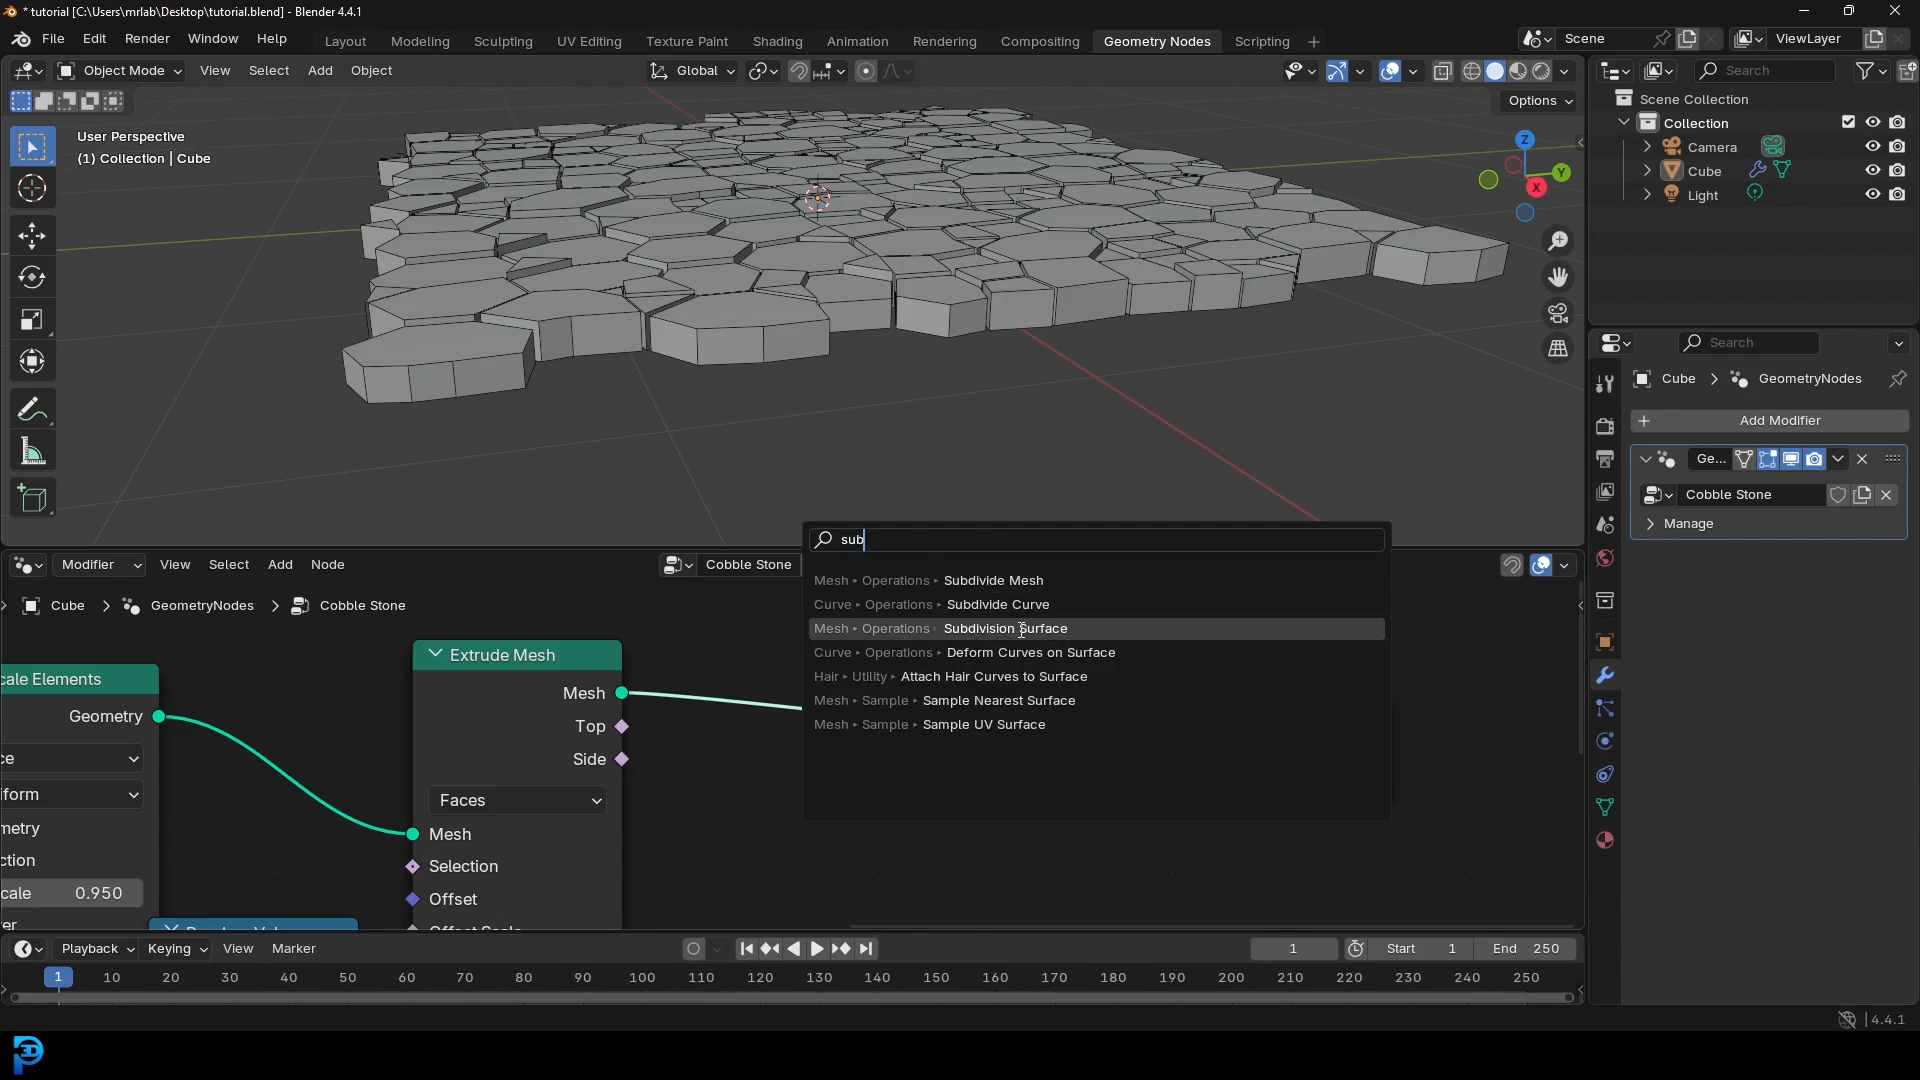 * tutorial [C:\Users\mrlab\Desktop\tutorial.blend] - Blender 4.4.1
File Edit Render Window Help
Layout Modeling Sculpting UV Editing Texture Paint Shading Animation Rendering Compositing Geometry Nodes Scripting
Scene
ViewLayer
Object Mode View Select Add Object
Global
Options
User Perspective
(1) Collection | Cube
Z
Y
X
Search
Scene Collection
Collection
Camera
Cube
Light
Search
Cube > GeometryNodes
Add Modifier
Ge...
Cobble Stone
Manage
Modifier View Select Add Node
Cobble Stone
Cube > GeometryNodes > Cobble Stone
sub
Mesh ▸ Operations ▸ Subdivide Mesh
Curve ▸ Operations ▸ Subdivide Curve
Mesh ▸ Operations ▸ Subdivision Surface
Curve ▸ Operations ▸ Deform Curves on Surface
Hair ▸ Utility ▸ Attach Hair Curves to Surface
Mesh ▸ Sample ▸ Sample Nearest Surface
Mesh ▸ Sample ▸ Sample UV Surface
cale Elements
Geometry
ce
iform
metry
ction
cale 0.950
er
Extrude Mesh
Mesh
Top
Side
Faces
Mesh
Selection
Offset
Playback Keying View Marker
1
Start 1
End 250
1 10 20 30 40 50 60 70 80 90 100 110 120 130 140 150 160 170 180 190 200 210 220 230 240 250
4.4.1